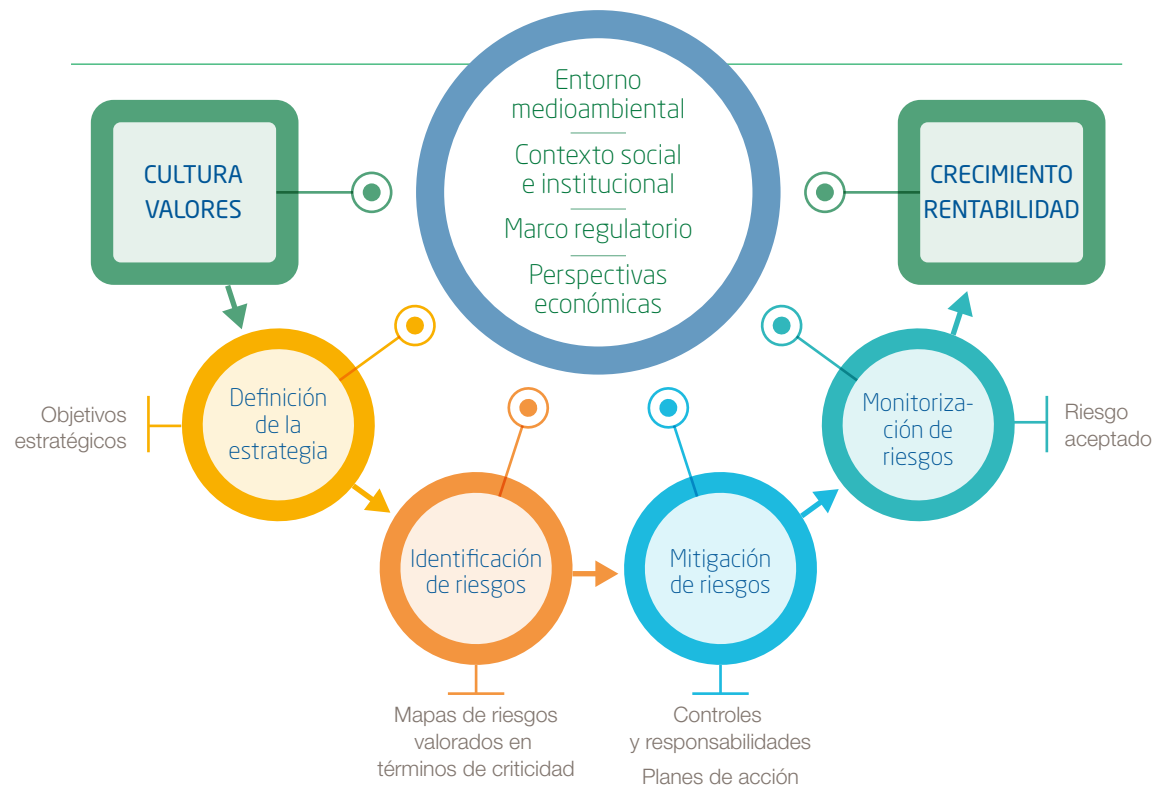 Entorno
medioambiental
Contexto social
e institucional
Marco regulatorio
Perspectivas
económicas
CULTURA
VALORES
CRECIMIENTO
RENTABILIDAD
Definición
de la
estrategia
Objetivos
estratégicos
Identificación
de riesgos
Mapas de riesgos
valorados en
términos de criticidad
Mitigación
de riesgos
Controles
y responsabilidades
Planes de acción
Monitoriza-
ción de
riesgos
Riesgo
aceptado